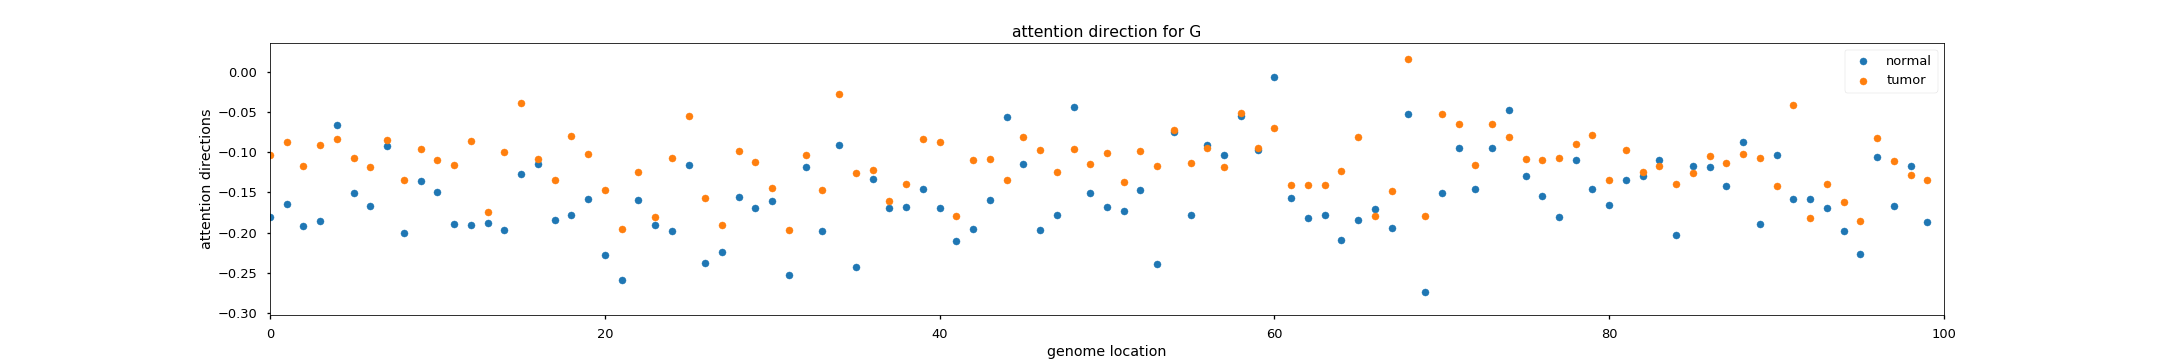 attention direction for G
attention directions
0.00
−0.05
−0.10
−0.15
−0.20
−0.25
−0.30
normal
tumor
0
20
40
60
80
100
genome location